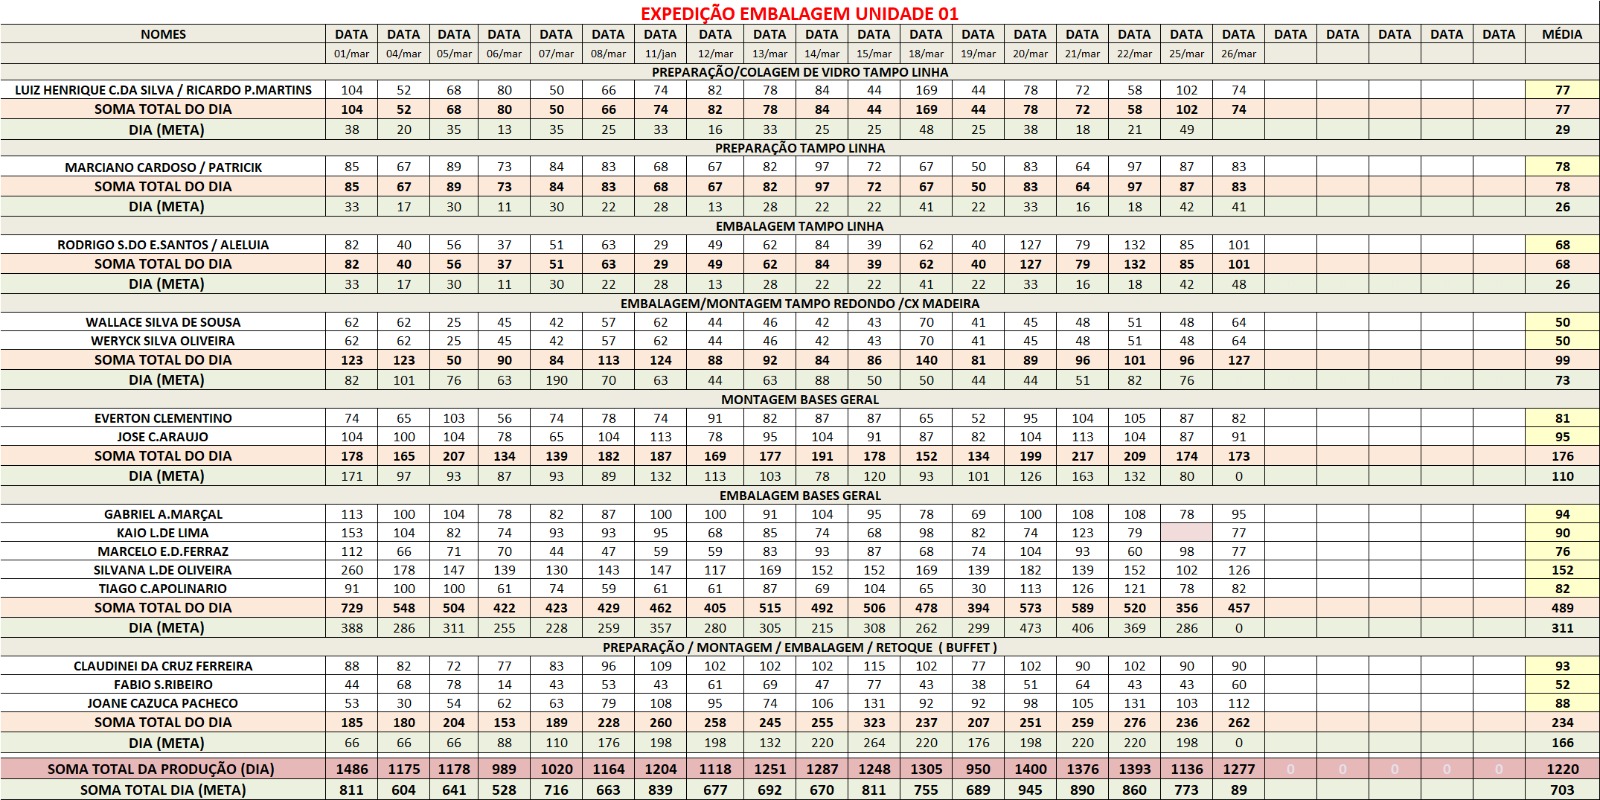 EXPEDIÇÃO EMBALAGEM UNIDADE 01
NOMES DATA DATA DATA DATA DATA DATA DATA DATA DATA DATA DATA DATA DATA DATA DATA DATA DATA DATA DATA DATA DATA DATA DATA MÉDIA
01/mar 04/mar 05/mar 06/mar 07/mar 08/mar 11/jan 12/mar 13/mar 14/mar 15/mar 18/mar 19/mar 20/mar 21/mar 22/mar 25/mar 26/mar
PREPARAÇÃO/COLAGEM DE VIDRO TAMPO LINHA
LUIZ HENRIQUE C.DA SILVA / RICARDO P.MARTINS 104 52 68 80 50 66 74 82 78 84 44 169 44 78 72 58 102 74 77
SOMA TOTAL DO DIA 104 52 68 80 50 66 74 82 78 84 44 169 44 78 72 58 102 74 77
DIA (META) 38 20 35 13 35 25 33 16 33 25 25 48 25 38 18 21 49 29
PREPARAÇÃO TAMPO LINHA
MARCIANO CARDOSO / PATRICIK 85 67 89 73 84 83 68 67 82 97 72 67 50 83 64 97 87 83 78
SOMA TOTAL DO DIA 85 67 89 73 84 83 68 67 82 97 72 67 50 83 64 97 87 83 78
DIA (META) 33 17 30 11 30 22 28 13 28 22 22 41 22 33 16 18 42 41 26
EMBALAGEM TAMPO LINHA
RODRIGO S.DO E.SANTOS / ALELUIA 82 40 56 37 51 63 29 49 62 84 39 62 40 127 79 132 85 101 68
SOMA TOTAL DO DIA 82 40 56 37 51 63 29 49 62 84 39 62 40 127 79 132 85 101 68
DIA (META) 33 17 30 11 30 22 28 13 28 22 22 41 22 33 16 18 42 48 26
EMBALAGEM/MONTAGEM TAMPO REDONDO /CX MADEIRA
WALLACE SILVA DE SOUSA 62 62 25 45 42 57 62 44 46 42 43 70 41 45 48 51 48 64 50
WERYCK SILVA OLIVEIRA 62 62 25 45 42 57 62 44 46 42 43 70 41 45 48 51 48 64 50
SOMA TOTAL DO DIA 123 123 50 90 84 113 124 88 92 84 86 140 81 89 96 101 96 127 99
DIA (META) 82 101 76 63 190 70 63 44 63 88 50 50 44 44 51 82 76 73
MONTAGEM BASES GERAL
EVERTON CLEMENTINO 74 65 103 56 74 78 74 91 82 87 87 65 52 95 104 105 87 82 81
JOSE C.ARAUJO 104 100 104 78 65 104 113 78 95 104 91 87 82 104 113 104 87 91 95
SOMA TOTAL DO DIA 178 165 207 134 139 182 187 169 177 191 178 152 134 199 217 209 174 173 176
DIA (META) 171 97 93 87 93 89 132 113 103 78 120 93 101 126 163 132 80 0 110
EMBALAGEM BASES GERAL
GABRIEL A.MARÇAL 113 100 104 78 82 87 100 100 91 104 95 78 69 100 108 108 78 95 94
KAIO L.DE LIMA 153 104 82 74 93 93 95 68 85 74 68 98 82 74 123 79 77 90
MARCELO E.D.FERRAZ 112 66 71 70 44 47 59 59 83 93 87 68 74 104 93 60 98 77 76
SILVANA L.DE OLIVEIRA 260 178 147 139 130 143 147 117 169 152 152 169 139 182 139 152 102 126 152
TIAGO C.APOLINARIO 91 100 100 61 74 59 61 61 87 69 104 65 30 113 126 121 78 82 82
SOMA TOTAL DO DIA 729 548 504 422 423 429 462 405 515 492 506 478 394 573 589 520 356 457 489
DIA (META) 388 286 311 255 228 259 357 280 305 215 308 262 299 473 406 369 286 0 311
PREPARAÇÃO / MONTAGEM / EMBALAGEM / RETOQUE ( BUFFET )
CLAUDINEI DA CRUZ FERREIRA 88 82 72 77 83 96 109 102 102 102 115 102 77 102 90 102 90 90 93
FABIO S.RIBEIRO 44 68 78 14 43 53 43 61 69 47 77 43 38 51 64 43 43 60 52
JOANE CAZUCA PACHECO 53 30 54 62 63 79 108 95 74 106 131 92 92 98 105 131 103 112 88
SOMA TOTAL DO DIA 185 180 204 153 189 228 260 258 245 255 323 237 207 251 259 276 236 262 234
DIA (META) 66 66 66 88 110 176 198 198 132 220 264 220 176 198 220 220 198 0 166
SOMA TOTAL DA PRODUÇÃO (DIA) 1486 1175 1178 989 1020 1164 1204 1118 1251 1287 1248 1305 950 1400 1376 1393 1136 1277 0 0 0 0 0 1220
SOMA TOTAL DIA (META) 811 604 641 528 716 663 839 677 692 670 811 755 689 945 890 860 773 89 703